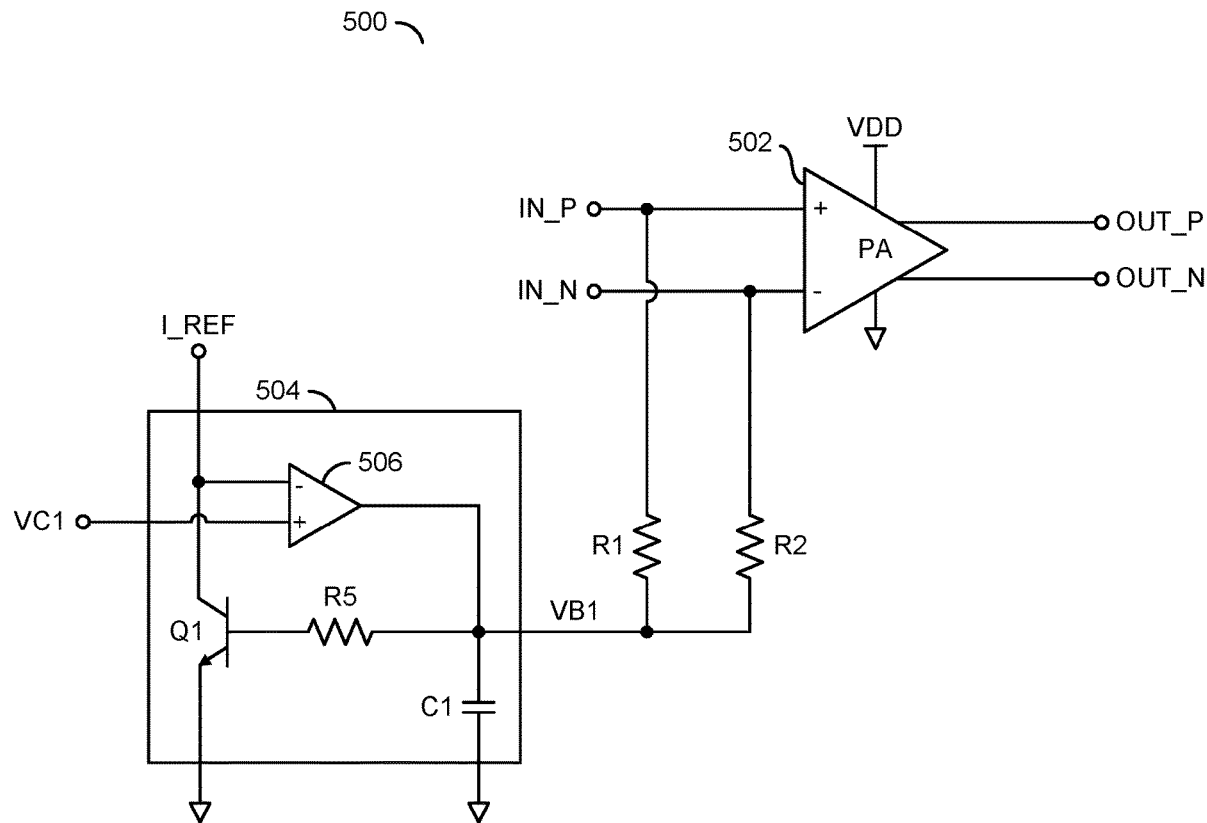 500
502
VDD
IN_P
+
PA
OUT_P
IN_N
-
OUT_N
I_REF
504
506
-
VC1
+
R1
R2
R5
VB1
Q1
C1